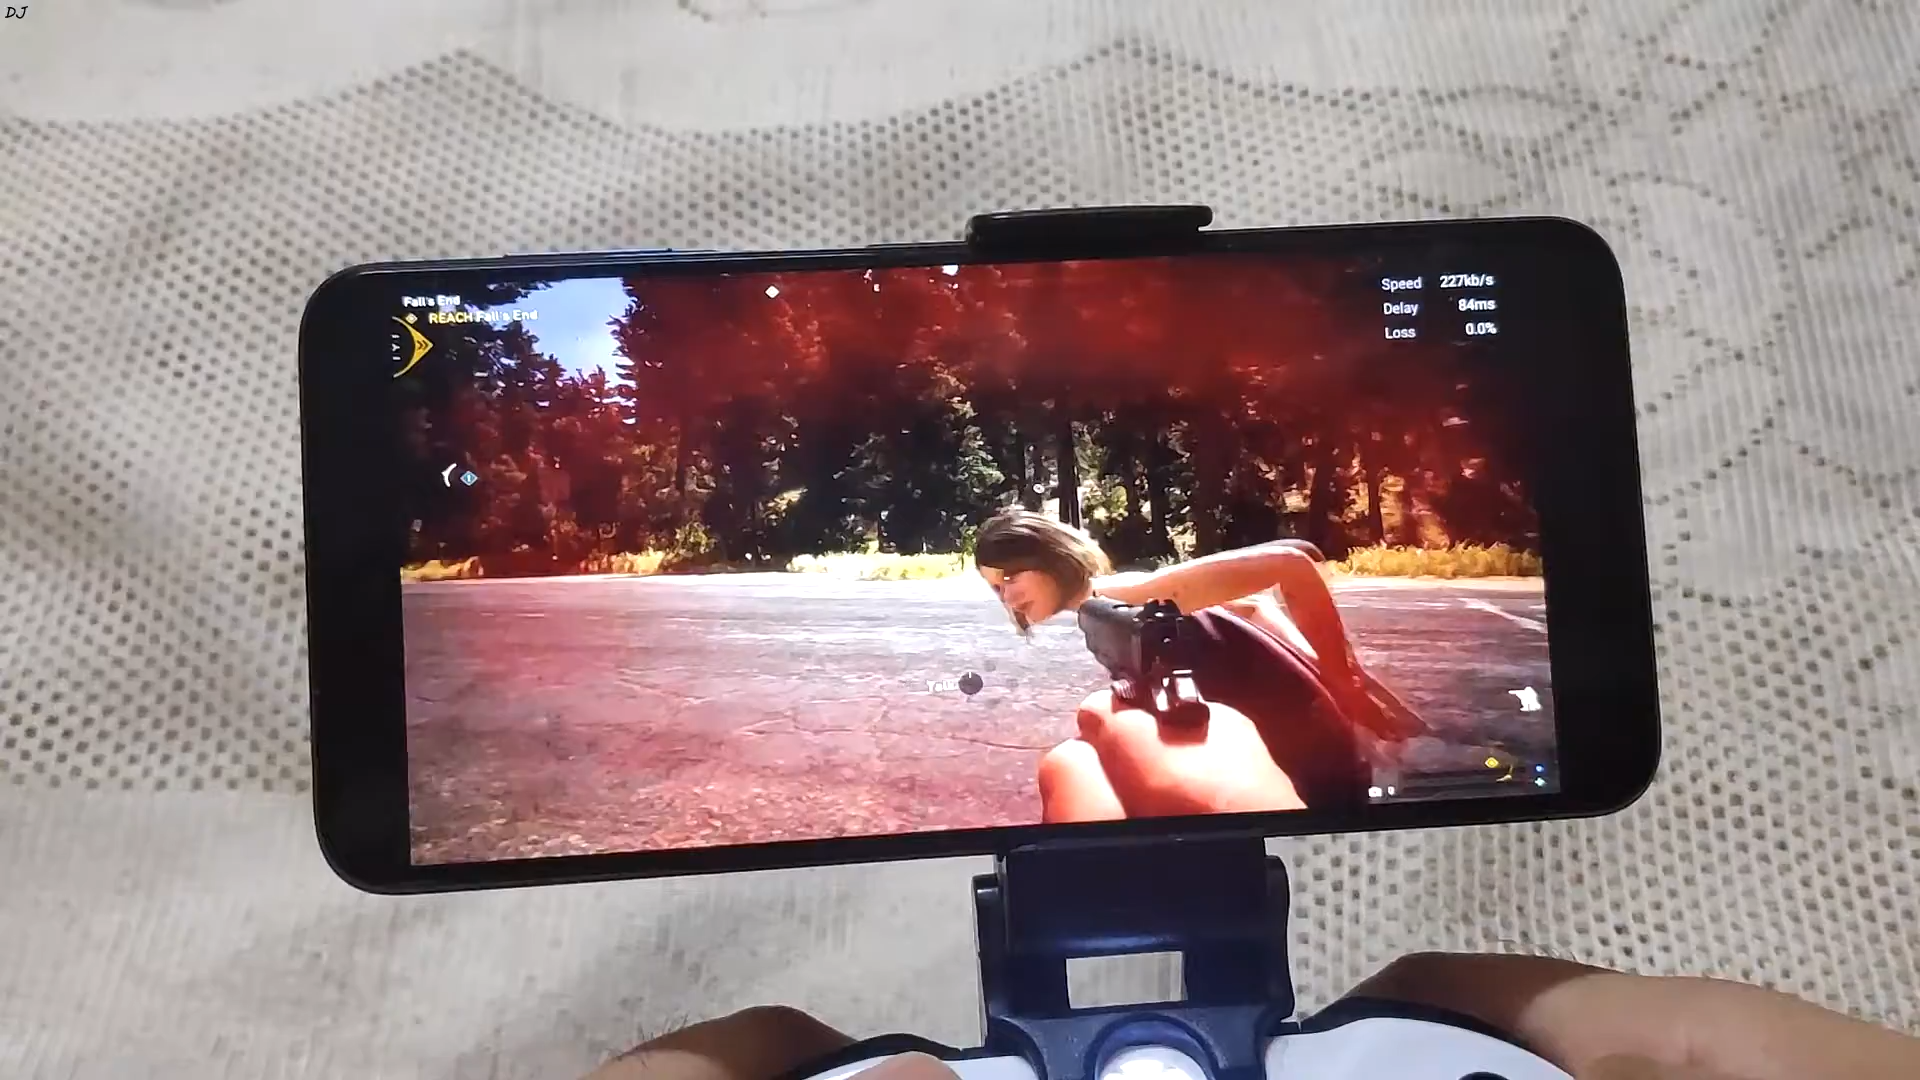 DJ
Fall's End
REACH Fall's End
Speed 227kb/s
Delay 84ms
Loss 0.0%